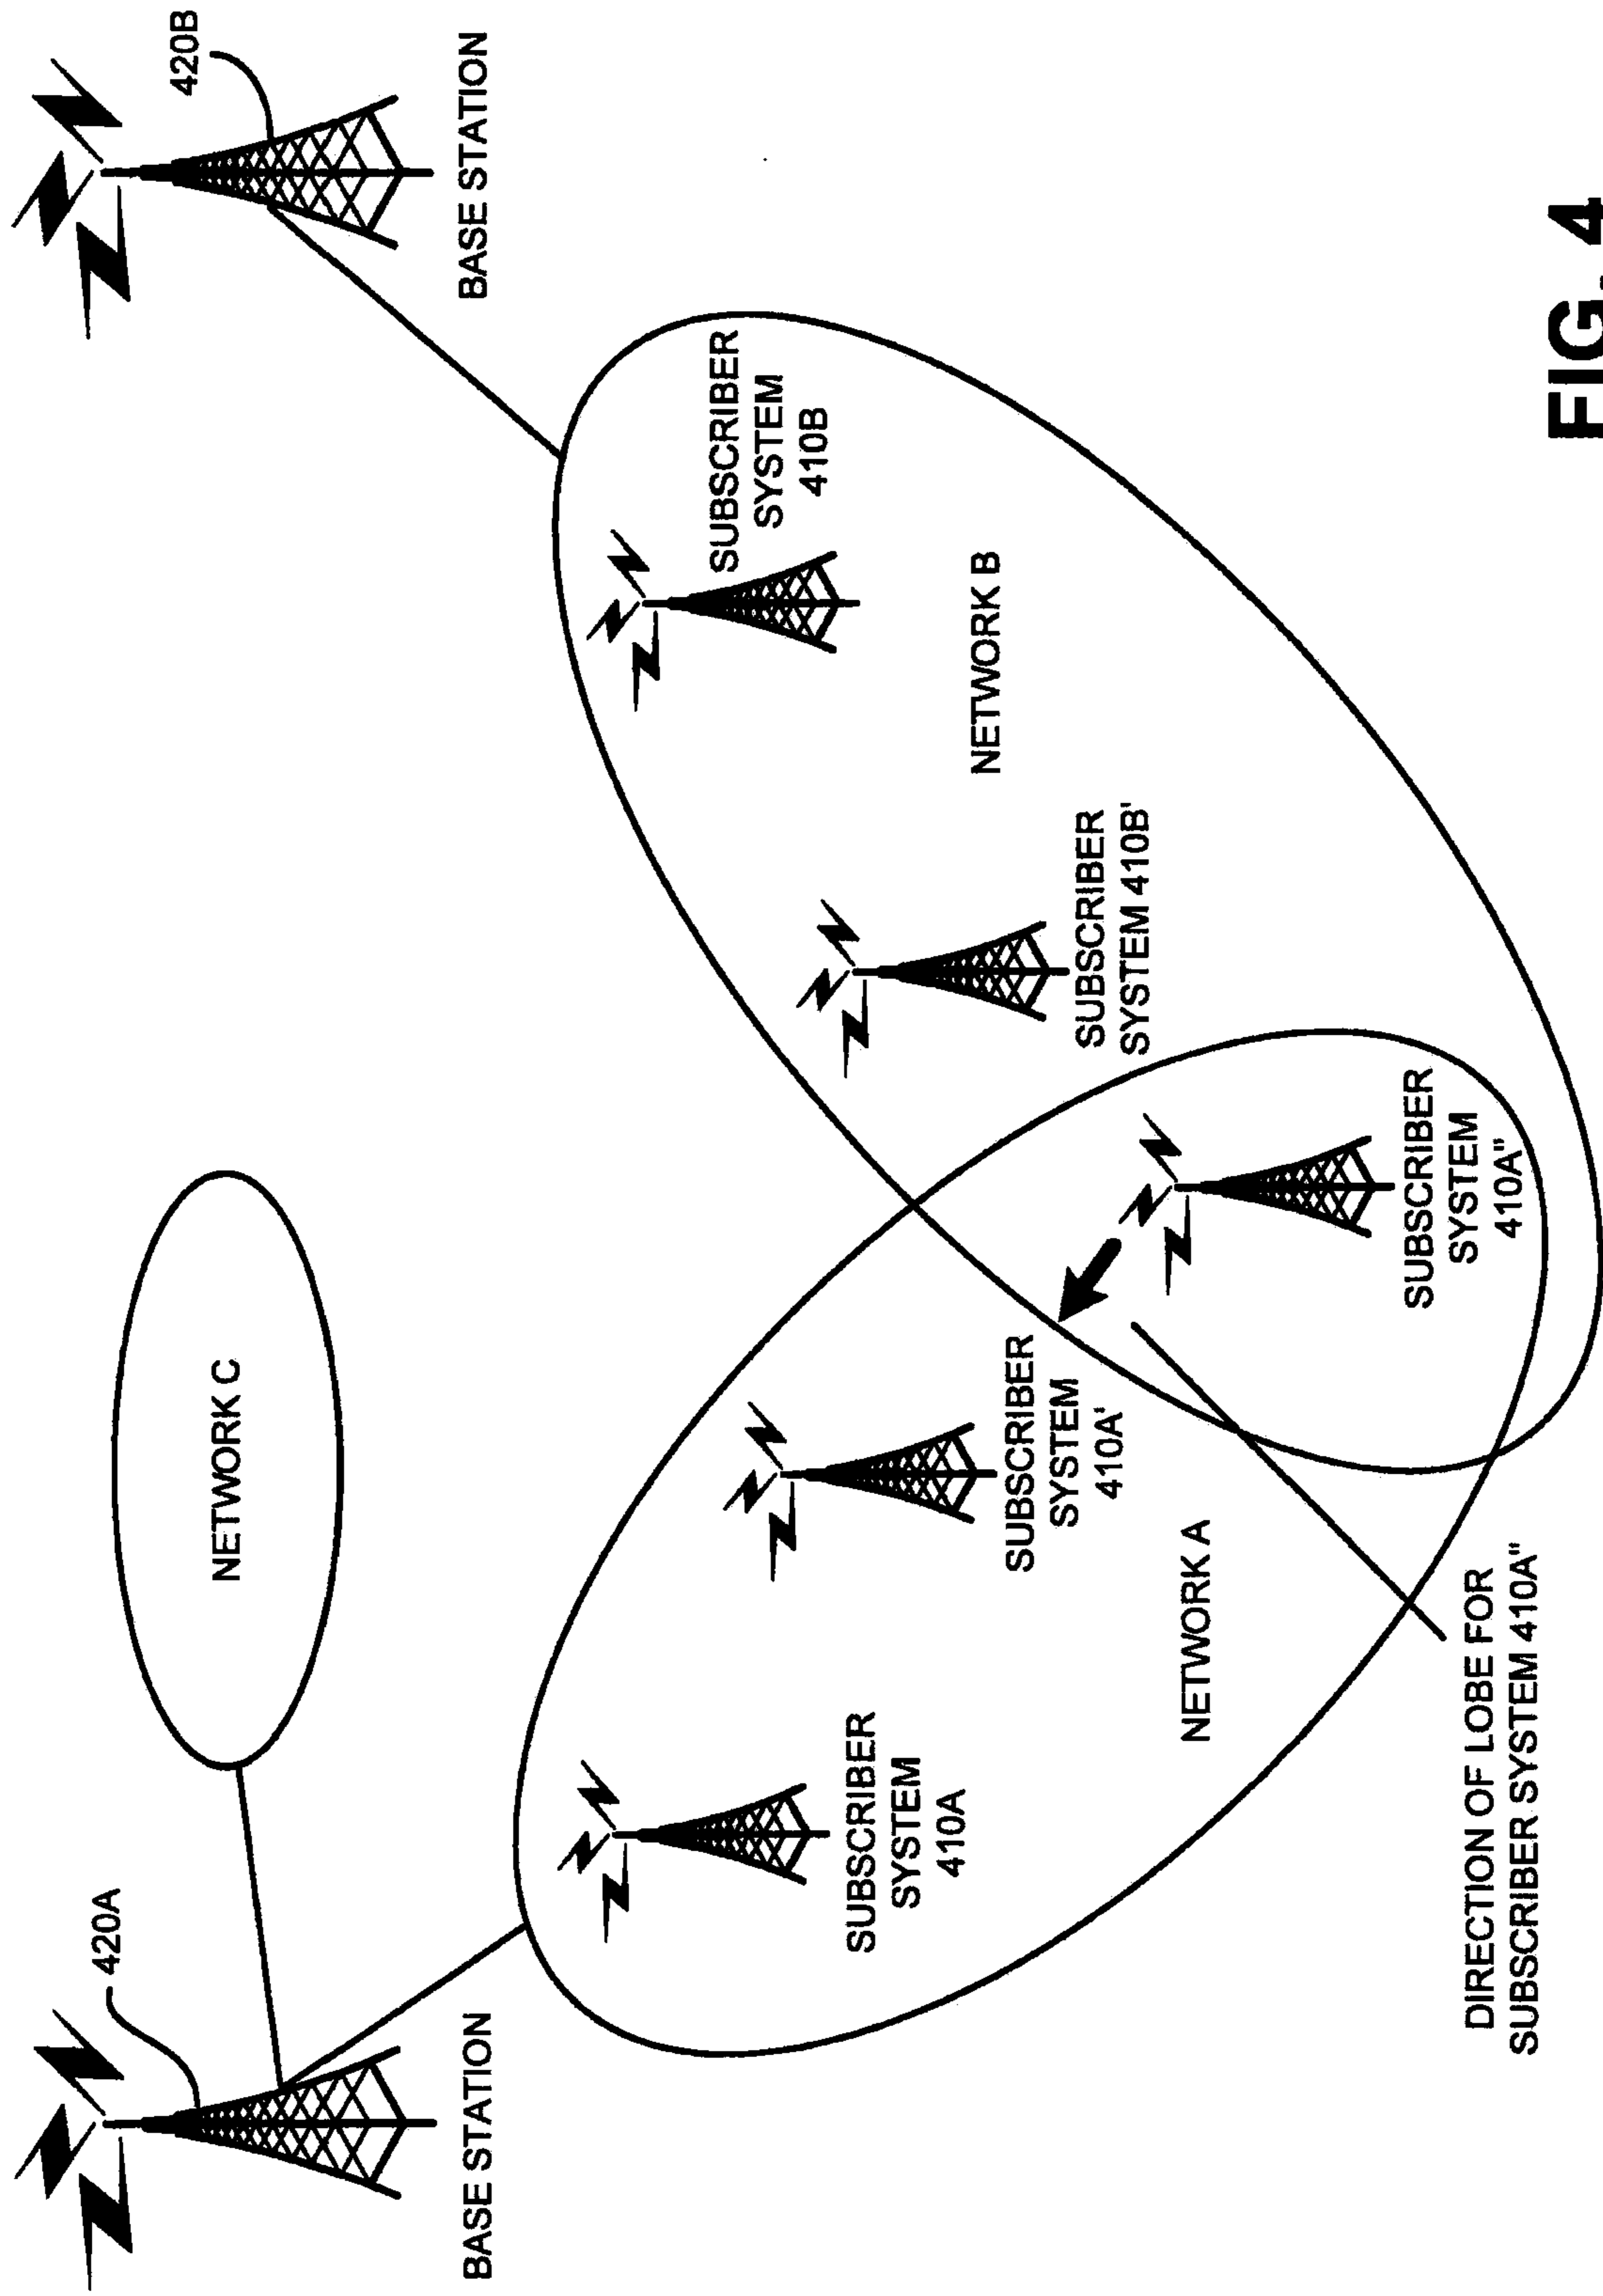 420A
BASE STATION
NETWORK C
420B
BASE STATION
SUBSCRIBER
SYSTEM
410A
SUBSCRIBER
SYSTEM
410A'
NETWORK A
SUBSCRIBER
SYSTEM
410B
NETWORK B
SUBSCRIBER
SYSTEM 410B'
SUBSCRIBER
SYSTEM
410A"
DIRECTION OF LOBE FOR
SUBSCRIBER SYSTEM 410A"
FIG. 4